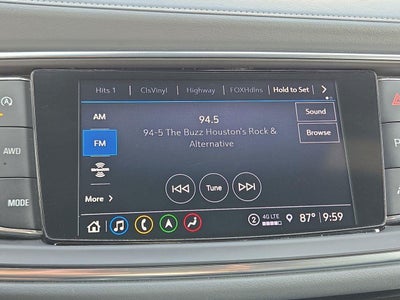 Hits 1 ClsVinyl Highway FOXHdlns Hold to Set
AM 94.5 Sound
94-5 The Buzz Houston's Rock & Browse
FM Alternative
More
Tune
2 4G LTE 87° 9:59
A
AWD
MODE
P